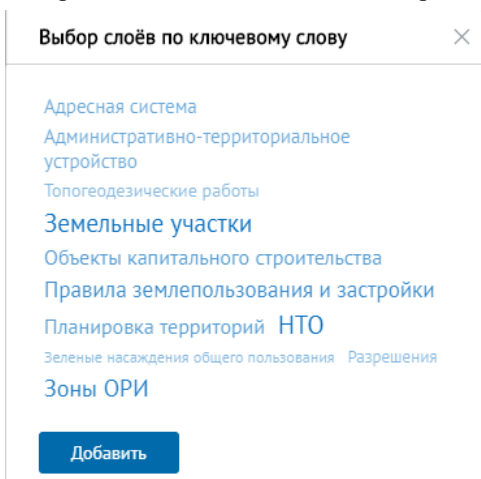 Выбор слоёв по ключевому слову
Адресная система
Административно-территориальное
устройство
Топогеодезические работы
Земельные участки
Объекты капитального строительства
Правила землепользования и застройки
Планировка территорий НТО
Зеленые насаждения общего пользования Разрешения
Зоны ОРИ
Добавить